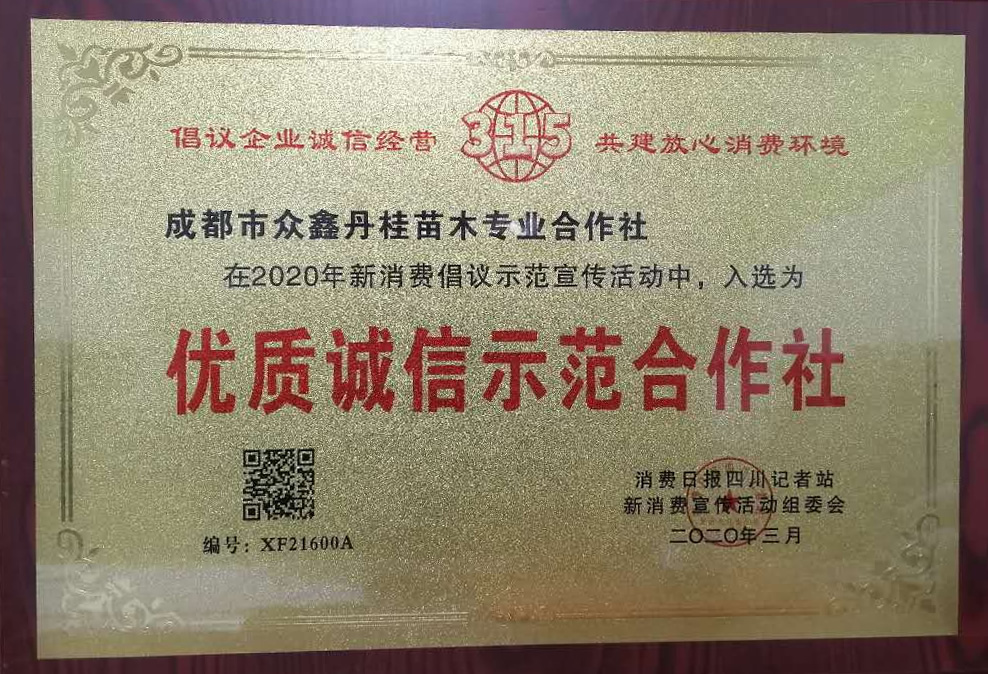 倡议企业诚信经营 315 共建放心消费环境
成都市众鑫丹桂苗木专业合作社
在2020年新消费倡议示范宣传活动中，入选为
优质诚信示范合作社
消费日报四川记者站
新消费宣传活动组委会
二〇二〇年三月
编号：XF21600A